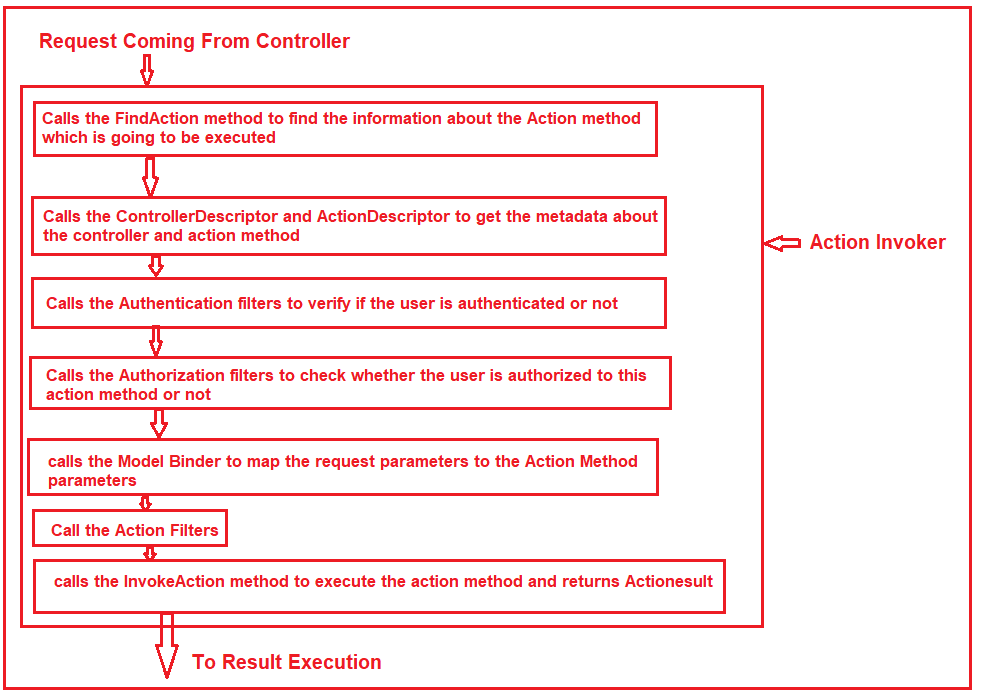 Request Coming From Controller
Calls the FindAction method to find the information about the Action method
which is going to be executed
Calls the ControllerDescriptor and ActionDescriptor to get the metadata about
the controller and action method
Action Invoker
Calls the Authentication filters to verify if the user is authenticated or not
Calls the Authorization filters to check whether the user is authorized to this
action method or not
calls the Model Binder to map the request parameters to the Action Method
parameters
Call the Action Filters
calls the InvokeAction method to execute the action method and returns Actionesult
To Result Execution